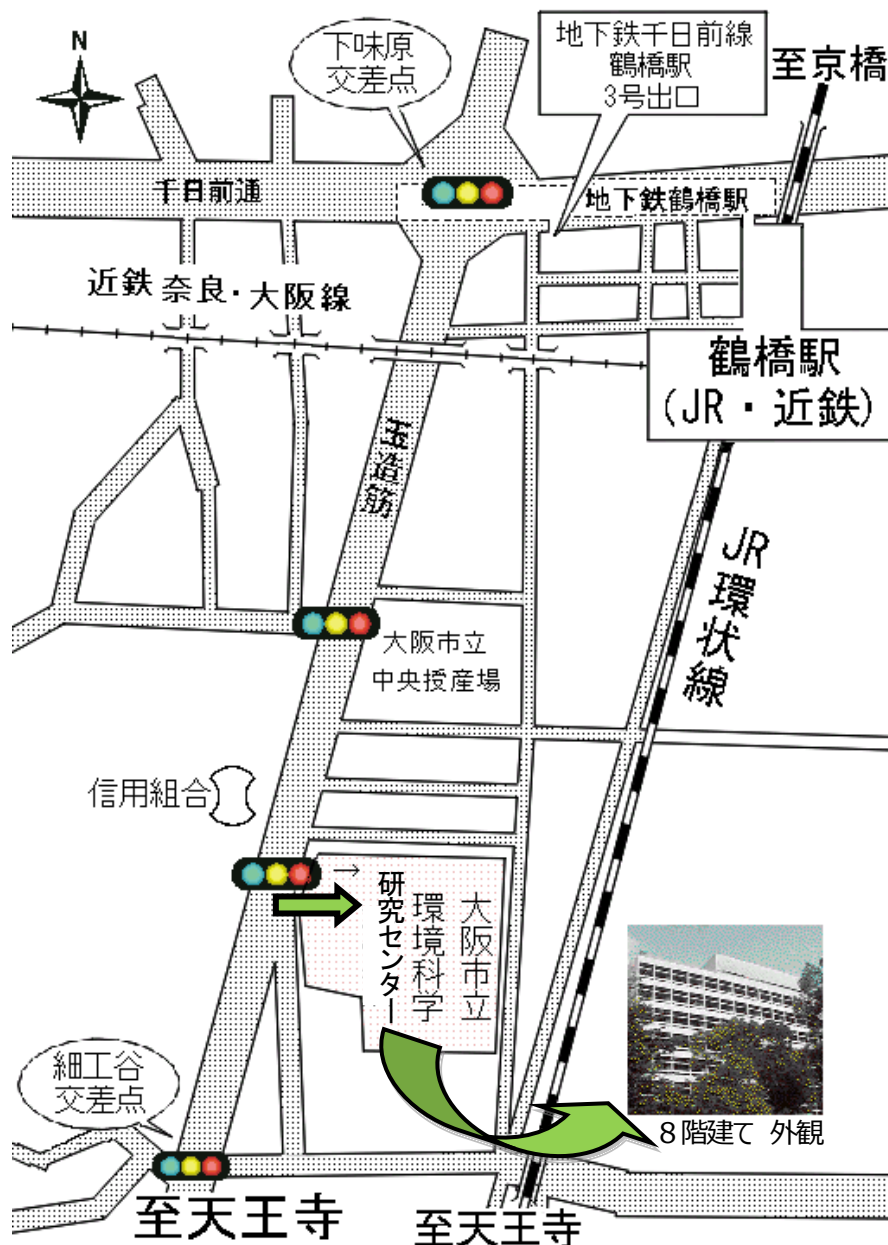 N
下味原
交差点
地下鉄千日前線
鶴橋駅
3号出口
至京橋
千日前通
地下鉄鶴橋駅
近鉄奈良・大阪線
鶴橋駅
(JR・近鉄)
玉造筋
JR環状線
大阪市立
中央授産場
信用組合
→
大阪市立
環境科学
研究センター
細工谷
交差点
8階建て 外観
至天王寺
至天王寺